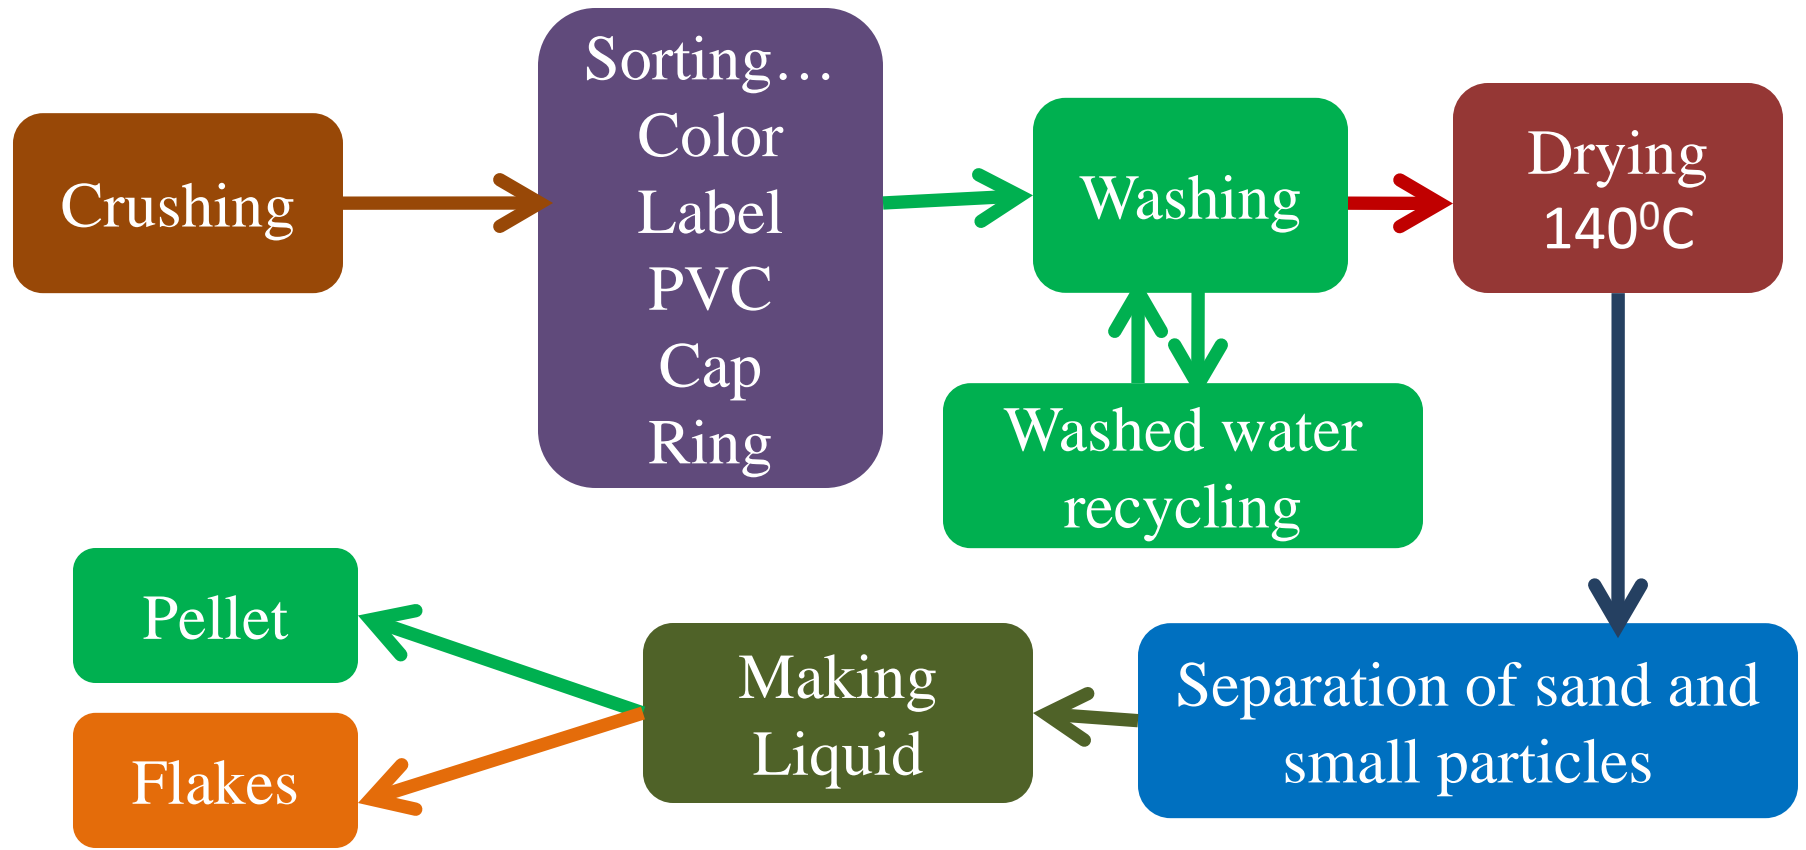 Crushing
Sorting…
Color
Label
PVC
Cap
Ring
Washing
Drying
140⁰C
Washed water
recycling
Separation of sand and
small particles
Making
Liquid
Pellet
Flakes